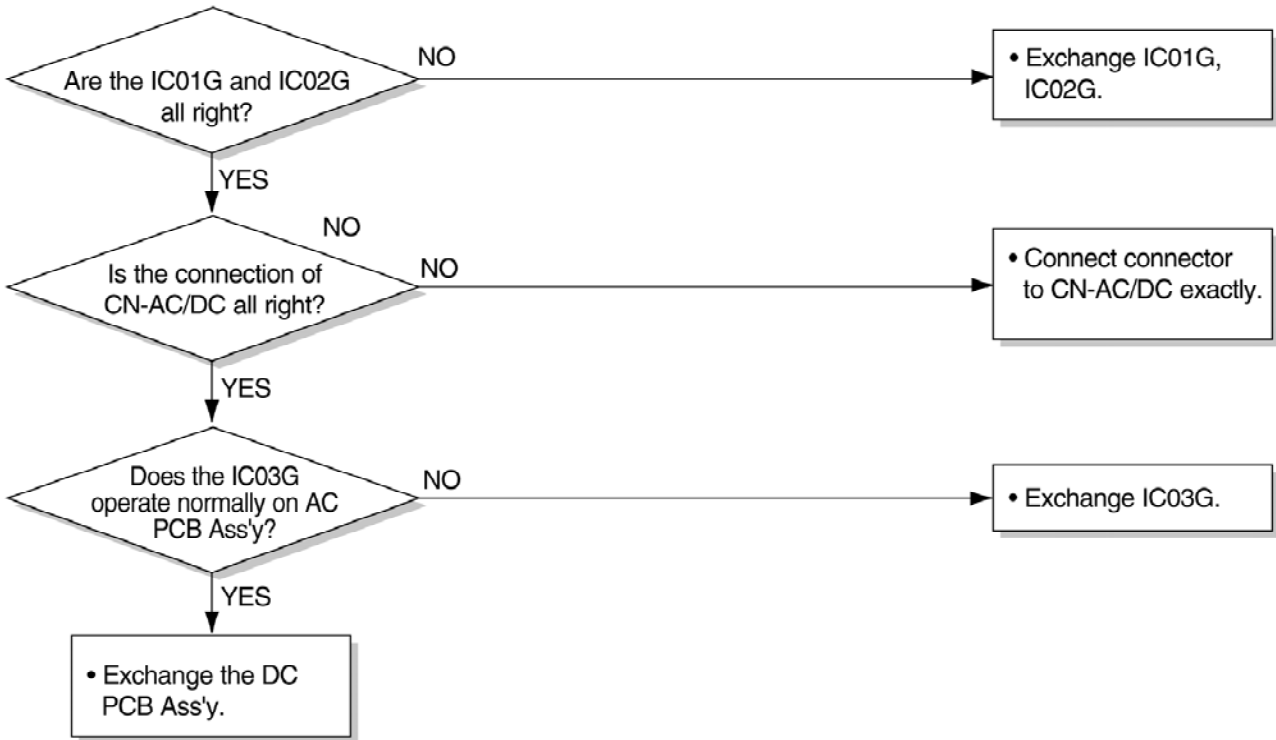 NO
Are the IC01G and IC02G
all right?
• Exchange IC01G,
IC02G.
YES
NO
Is the connection of
CN-AC/DC all right?
NO
• Connect connector
to CN-AC/DC exactly.
YES
Does the IC03G
operate normally on AC
PCB Ass'y?
NO
• Exchange IC03G.
YES
• Exchange the DC
PCB Ass'y.